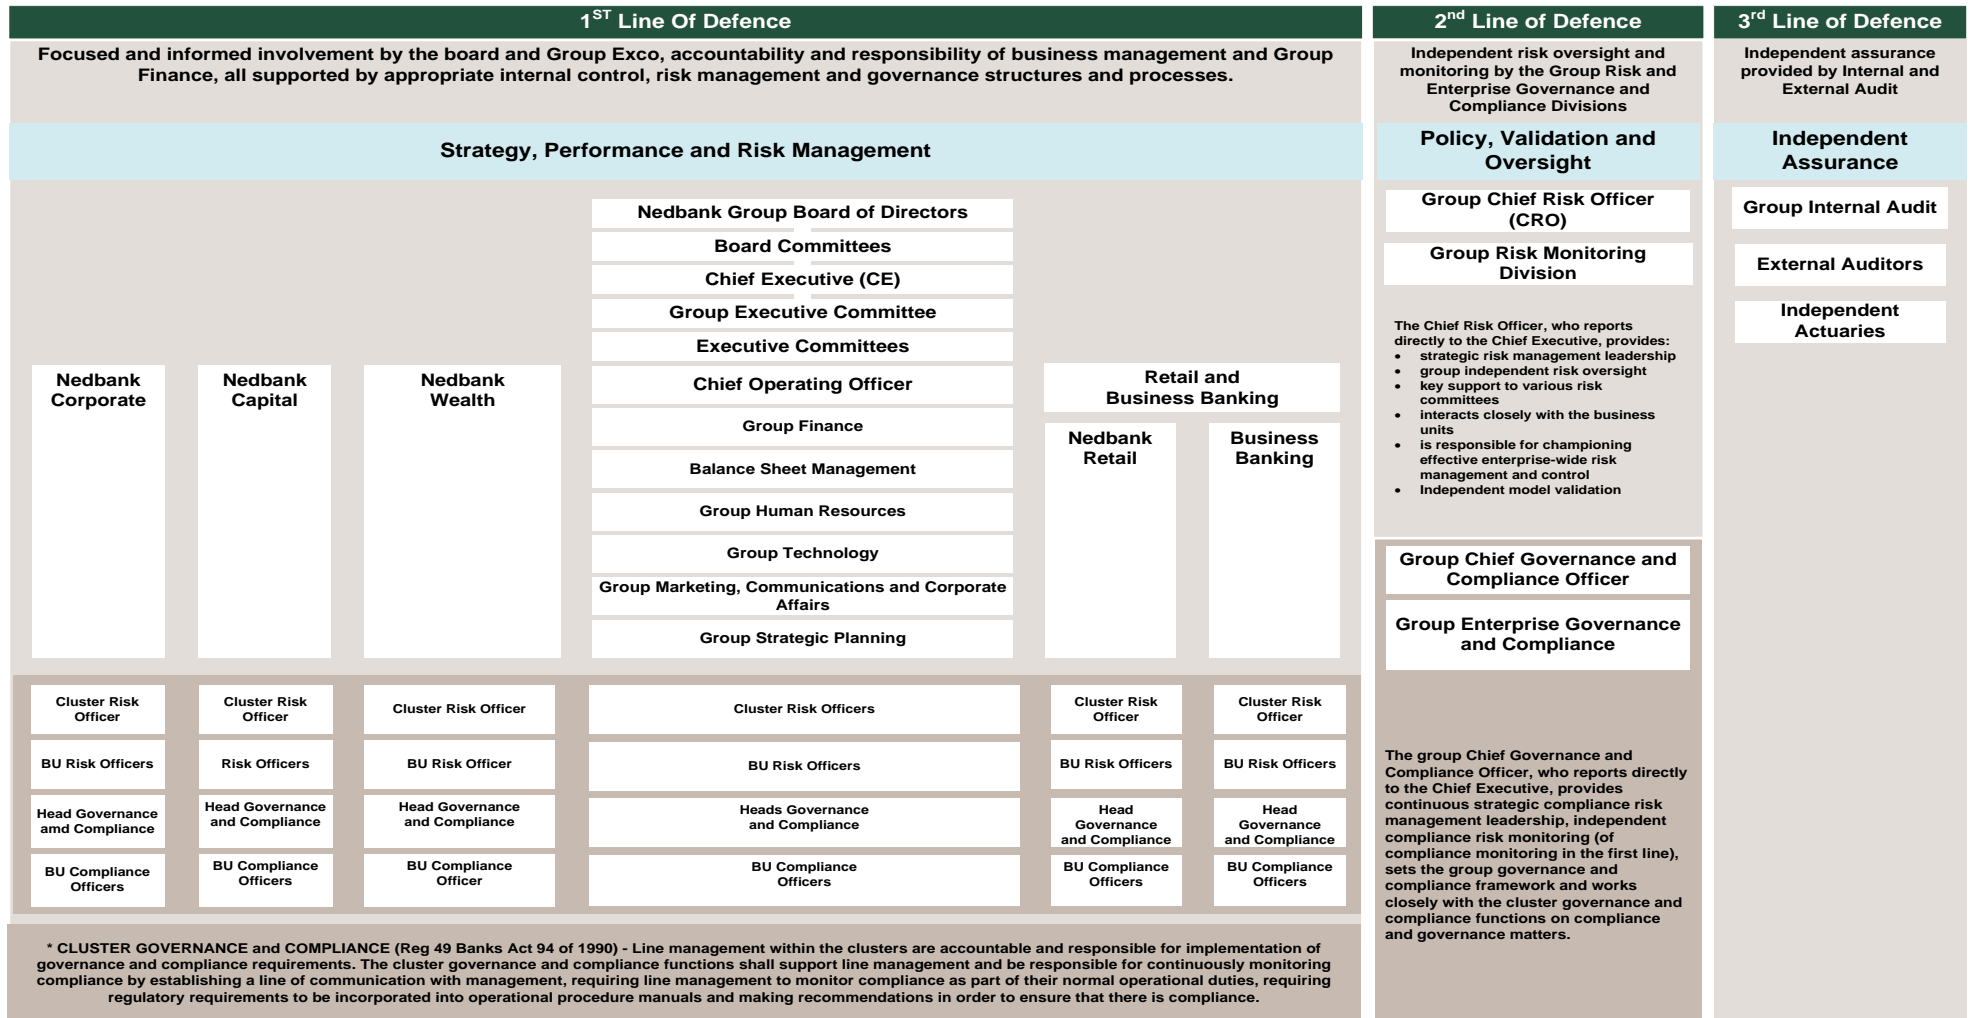 1ST Line Of Defence
Focused and informed involvement by the board and Group Exco, accountability and responsibility of business management and Group
Finance, all supported by appropriate internal control, risk management and governance structures and processes.
Strategy, Performance and Risk Management
Nedbank Group Board of Directors
Board Committees
Chief Executive (CE)
Group Executive Committee
Executive Committees
Nedbank
Corporate
Nedbank
Capital
Nedbank
Wealth
Chief Operating Officer
Group Finance
Balance Sheet Management
Group Human Resources
Group Technology
Group Marketing, Communications and Corporate
Affairs
Group Strategic Planning
Retail and
Business Banking
Nedbank
Retail
Business
Banking
Cluster Risk
Officer
Cluster Risk
Officer
Cluster Risk Officer
Cluster Risk Officers
Cluster Risk
Officer
Cluster Risk
Officer
BU Risk Officers
Risk Officers
BU Risk Officer
BU Risk Officers
BU Risk Officers
BU Risk Officers
Head Governance
amd Compliance
Head Governance
and Compliance
Head Governance
and Compliance
Heads Governance
and Compliance
Head
Governance
and Compliance
Head
Governance
and Compliance
BU Compliance
Officers
BU Compliance
Officers
BU Compliance
Officer
BU Compliance
Officers
BU Compliance
Officers
BU Compliance
Officers
* CLUSTER GOVERNANCE and COMPLIANCE (Reg 49 Banks Act 94 of 1990) - Line management within the clusters are accountable and responsible for implementation of
governance and compliance requirements. The cluster governance and compliance functions shall support line management and be responsible for continuously monitoring
compliance by establishing a line of communication with management, requiring line management to monitor compliance as part of their normal operational duties, requiring
regulatory requirements to be incorporated into operational procedure manuals and making recommendations in order to ensure that there is compliance.
2nd Line of Defence
Independent risk oversight and
monitoring by the Group Risk and
Enterprise Governance and
Compliance Divisions
Policy, Validation and
Oversight
Group Chief Risk Officer
(CRO)
Group Risk Monitoring
Division
The Chief Risk Officer, who reports
directly to the Chief Executive, provides:
• strategic risk management leadership
• group independent risk oversight
• key support to various risk
committees
• interacts closely with the business
units
• is responsible for championing
effective enterprise-wide risk
management and control
• Independent model validation
Group Chief Governance and
Compliance Officer
Group Enterprise Governance
and Compliance
The group Chief Governance and
Compliance Officer, who reports directly
to the Chief Executive, provides
continuous strategic compliance risk
management leadership, independent
compliance risk monitoring (of
compliance monitoring in the first line),
sets the group governance and
compliance framework and works
closely with the cluster governance and
compliance functions on compliance
and governance matters.
3rd Line of Defence
Independent assurance
provided by Internal and
External Audit
Independent
Assurance
Group Internal Audit
External Auditors
Independent
Actuaries